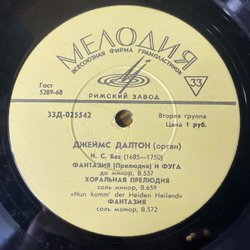 МЕЛОДИЯ
ВСЕСОЮЗНАЯ ФИРМА ГРАМПЛАСТИНОК
Гост
5289-68
33
РИЖСКИЙ ЗАВОД
33Д-025542
Вторая группа
Цена 1 руб.
ДЖЕЙМС ДАЛТОН (орган)
И. С. Бах (1685—1750)
ФАНТАЗИЯ (Прелюдия) И ФУГА
до минор, В.537
ХОРАЛЬНАЯ ПРЕЛЮДИЯ
соль минор, В.659
«Nun komm' der Heiden Heiland»
ФАНТАЗИЯ
соль мажор, В.572